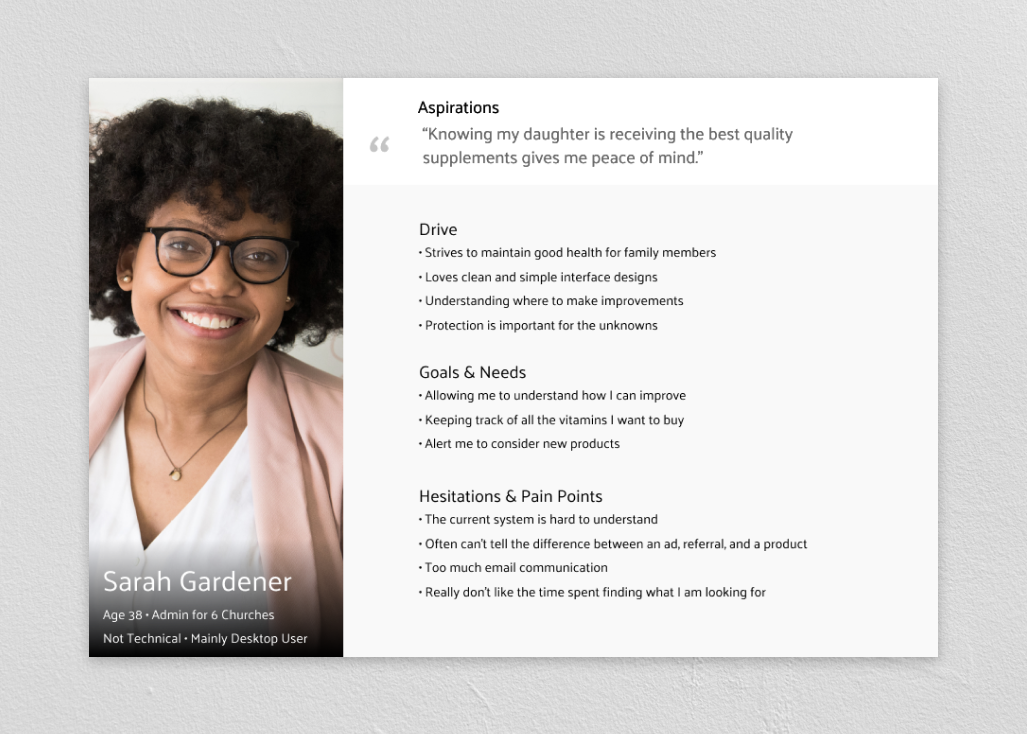 Aspirations
“Knowing my daughter is receiving the best quality
supplements gives me peace of mind.”
Drive
• Strives to maintain good health for family members
• Loves clean and simple interface designs
• Understanding where to make improvements
• Protection is important for the unknowns
Goals & Needs
• Allowing me to understand how I can improve
• Keeping track of all the vitamins I want to buy
• Alert me to consider new products
Hesitations & Pain Points
• The current system is hard to understand
• Often can't tell the difference between an ad, referral, and a product
• Too much email communication
• Really don't like the time spent finding what I am looking for
Sarah Gardener
Age 38 • Admin for 6 Churches
Not Technical • Mainly Desktop User